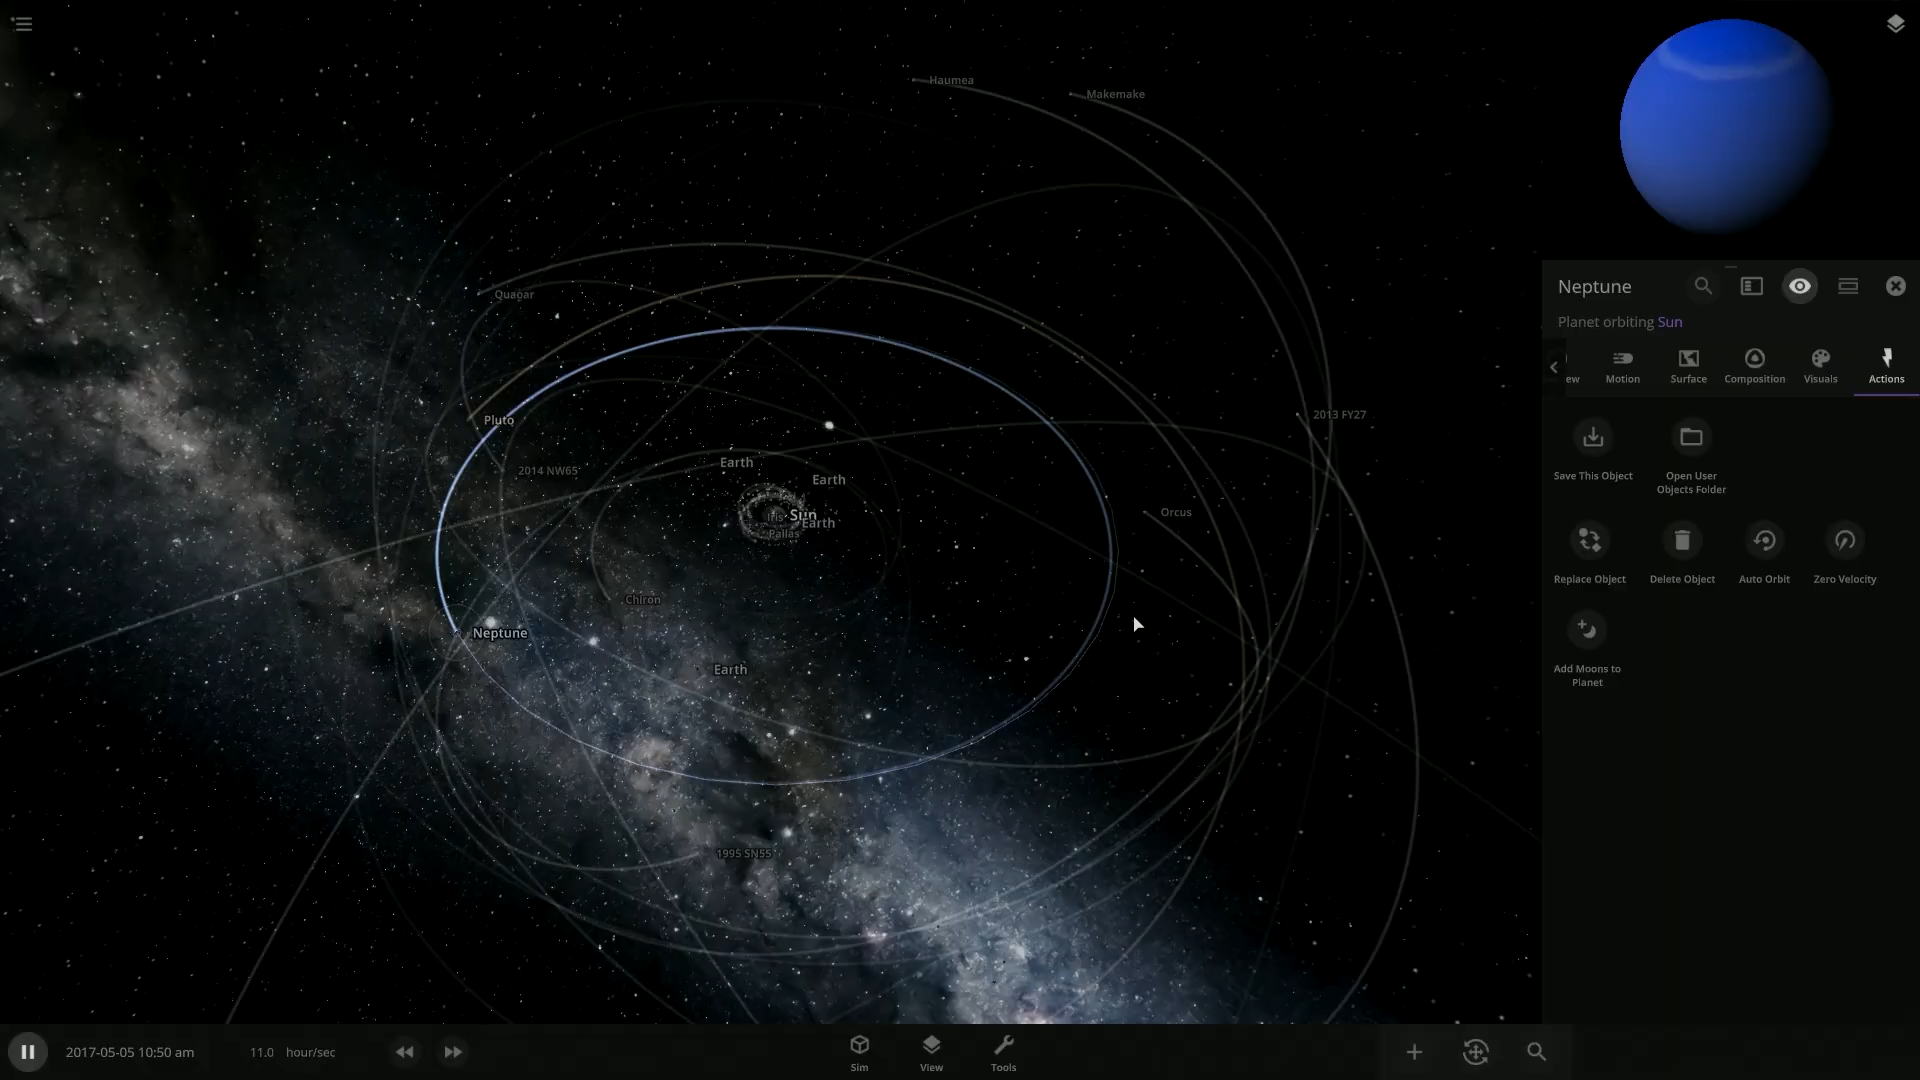 Haumea
Makemake
Quaoar
Pluto
2013 FY27
Earth
2014 NW65
Earth
Orcus
Iris
Sun
Earth
Pallas
Chiron
Neptune
Earth
1995 SN55
Neptune
Planet orbiting Sun
ew
Motion
Surface
Composition
Visuals
Actions
Save This Object
Open User
Objects Folder
Replace Object
Delete Object
Auto Orbit
Zero Velocity
Add Moons to
Planet
2017-05-05 10:50 am
11.0 hour/sec
Sim
View
Tools